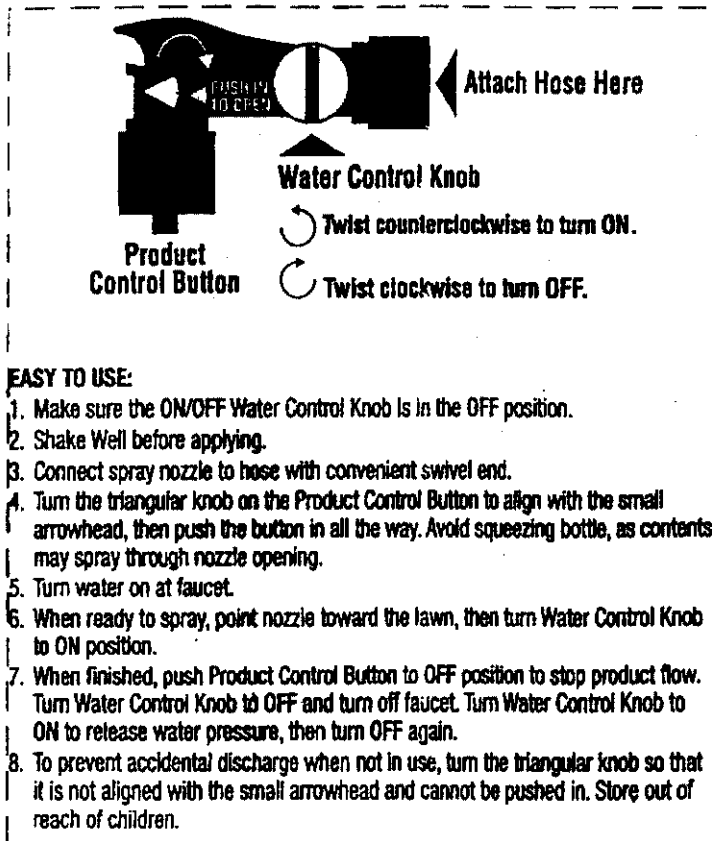 PUSH IN
TO OPEN
Attach Hose Here
Water Control Knob
Twist counterclockwise to turn ON.
Product
Control Button
Twist clockwise to turn OFF.
EASY TO USE:
1. Make sure the ON/OFF Water Control Knob is in the OFF position.
2. Shake Well before applying.
3. Connect spray nozzle to hose with convenient swivel end.
4. Turn the triangular knob on the Product Control Button to align with the small
arrowhead, then push the button in all the way. Avoid squeezing bottle, as contents
may spray through nozzle opening.
5. Turn water on at faucet.
6. When ready to spray, point nozzle toward the lawn, then turn Water Control Knob
to ON position.
7. When finished, push Product Control Button to OFF position to stop product flow.
Turn Water Control Knob to OFF and turn off faucet. Turn Water Control Knob to
ON to release water pressure, then turn OFF again.
8. To prevent accidental discharge when not in use, turn the triangular knob so that
it is not aligned with the small arrowhead and cannot be pushed in. Store out of
reach of children.